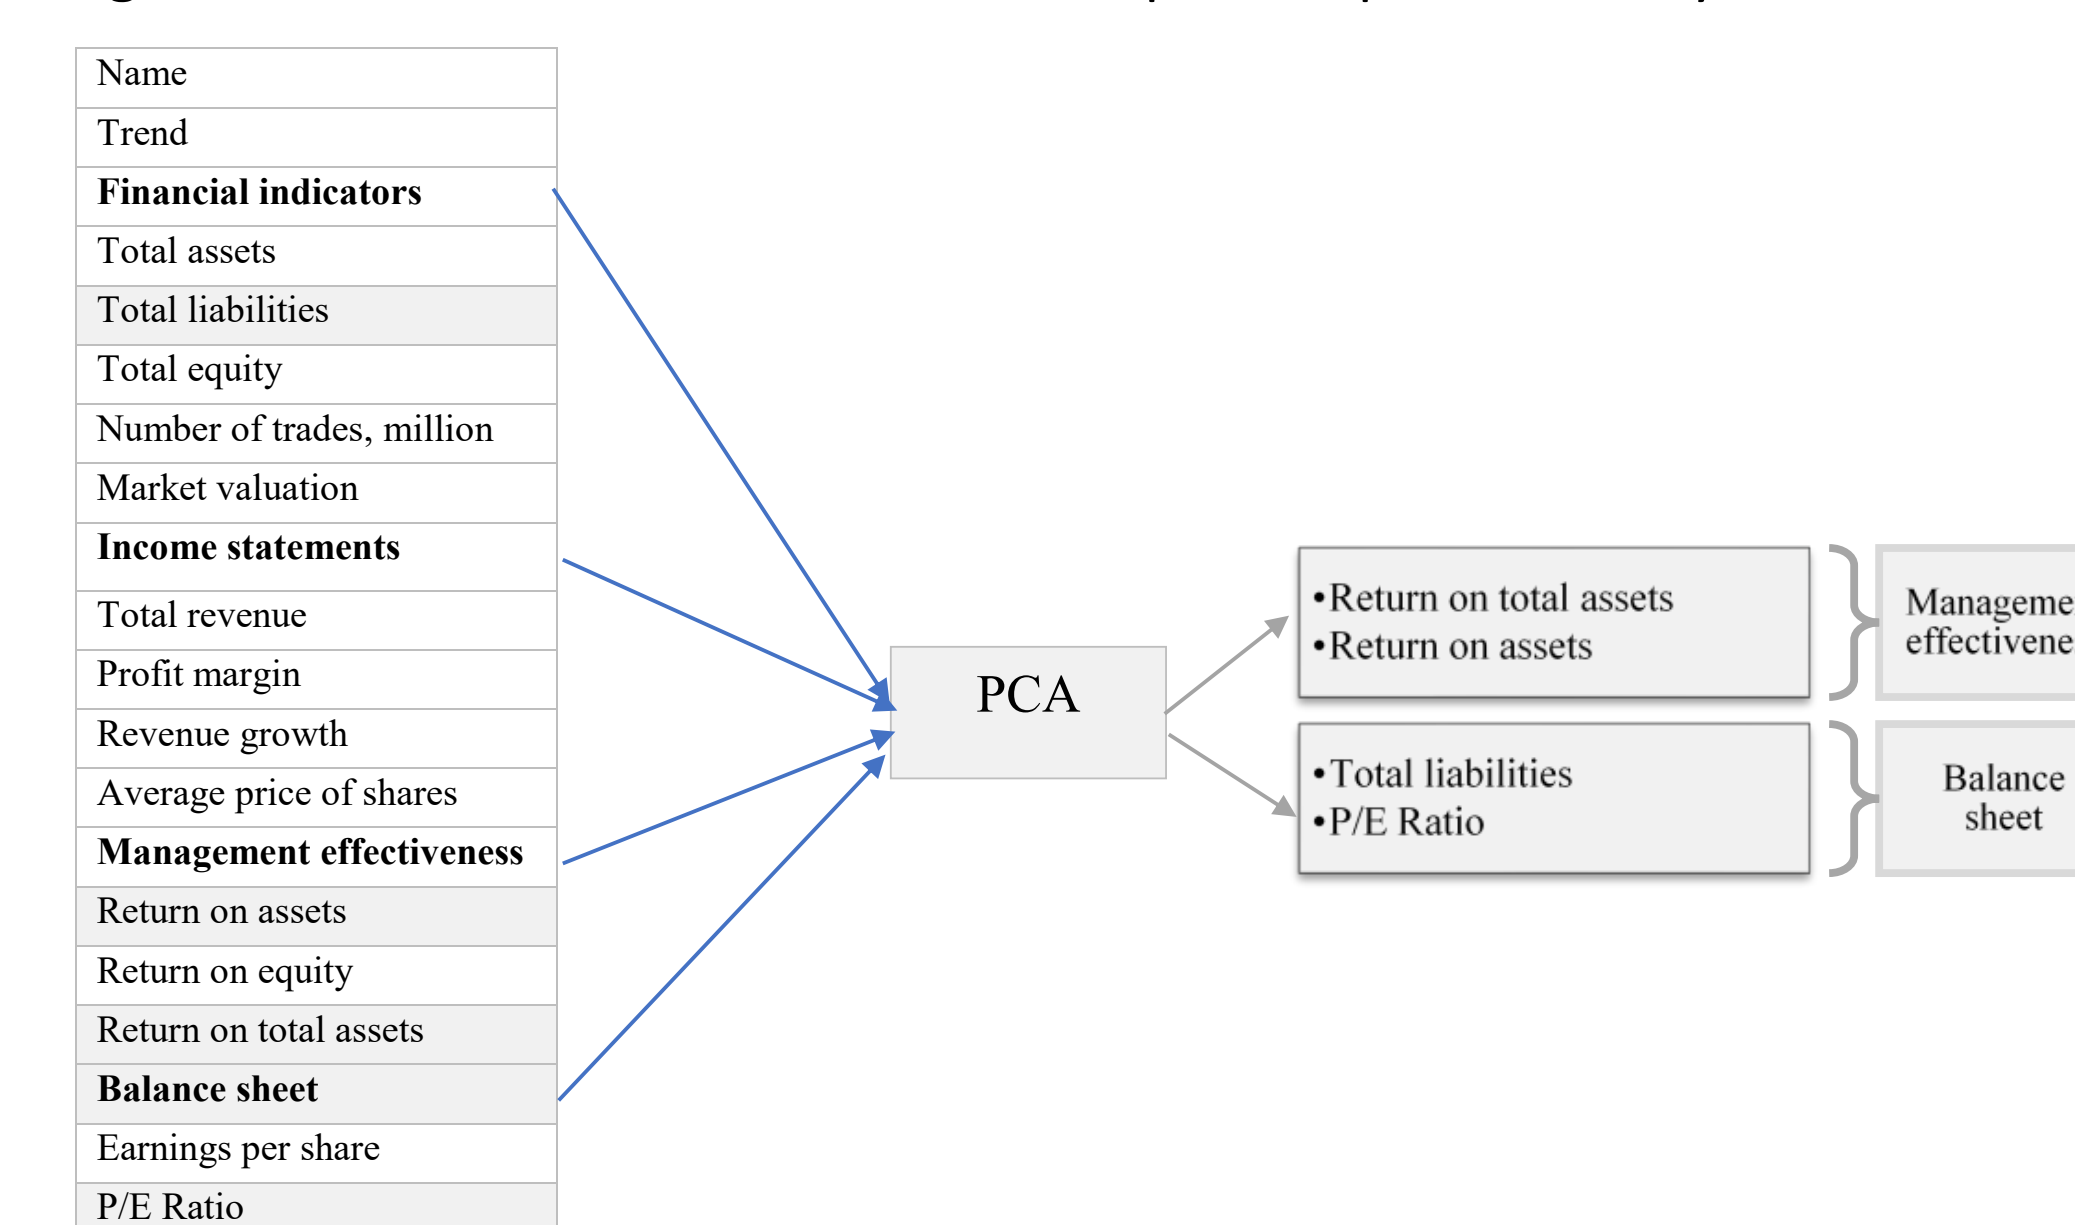 Name
Trend
Financial indicators
Total assets
Total liabilities
Total equity
Number of trades, million
Market valuation
Income statements
Total revenue
Profit margin
Revenue growth
Average price of shares
Management effectiveness
Return on assets
Return on equity
Return on total assets
Balance sheet
Earnings per share
P/E Ratio
PCA
•Return on total assets
•Return on assets
•Total liabilities
•P/E Ratio
Manageme
effectivene
Balance
sheet